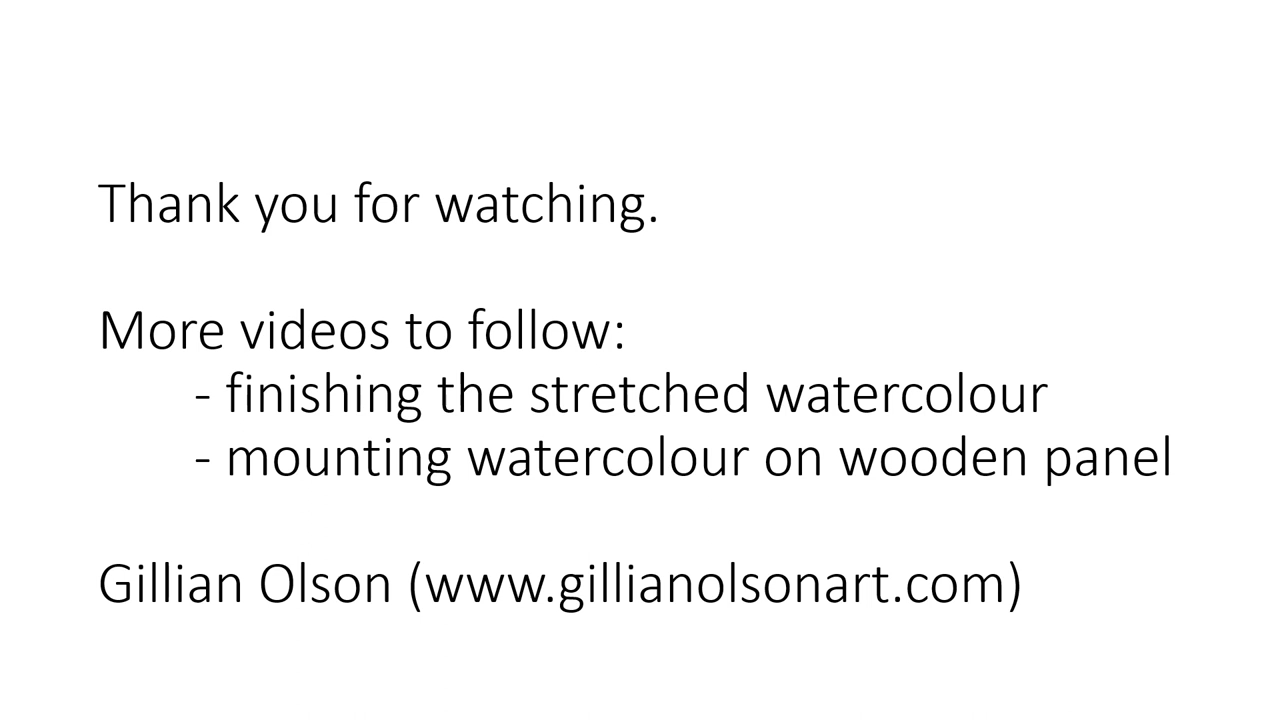 Thank you for watching.
More videos to follow:
- finishing the stretched watercolour
- mounting watercolour on wooden panel
Gillian Olson (www.gillianolsonart.com)